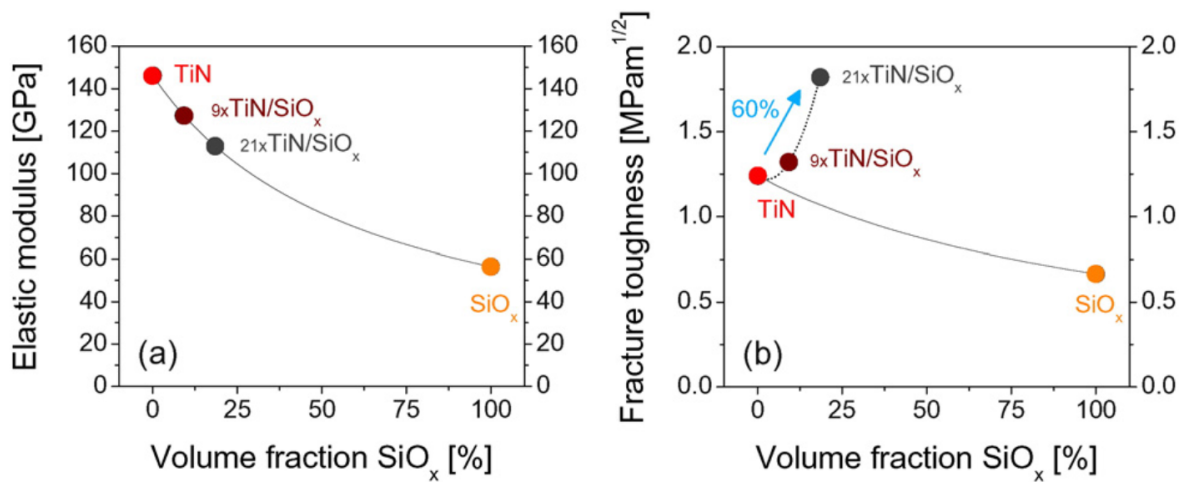 Elastic modulus [GPa]
160
140
120
100
80
60
40
20
0
TiN
9xTiN/SiOx
21xTiN/SiOx
SiOx
(a)
160
140
120
100
80
60
40
20
0
0 25 50 75 100
Volume fraction SiOx [%]
Fracture toughness [MPam1/2]
2.0
1.5
1.0
0.5
0.0
21xTiN/SiOx
60%
9xTiN/SiOx
TiN
SiOx
(b)
2.0
1.5
1.0
0.5
0.0
0 25 50 75 100
Volume fraction SiOx [%]